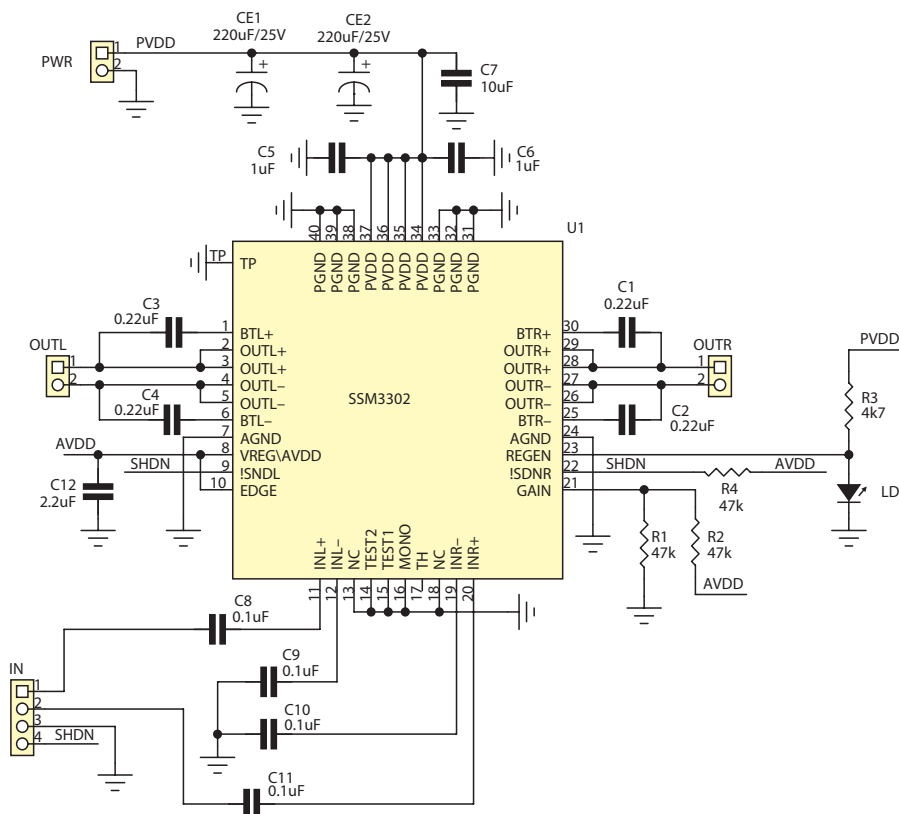 CE1
220uF/25V
CE2
220uF/25V
PWR
1
2
PVDD
C7
10uF
C5
1uF
C6
1uF
U1
40
39
38
37
36
35
34
33
32
31
PGND
PGND
PGND
PVDD
PVDD
PVDD
PVDD
PGND
PGND
PGND
TP
TP
SSM3302
C3
0.22uF
OUTL
1
2
C4
0.22uF
1
2
3
4
5
6
7
8
9
10
BTL+
OUTL+
OUTL+
OUTL–
OUTL–
BTL–
AGND
VREG\AVDD
!SNDL
EDGE
AVDD
SHDN
C12
2.2uF
BTR+
OUTR+
OUTR+
OUTR–
OUTR–
BTR–
AGND
REGEN
!SDNR
GAIN
30
29
28
27
26
25
24
23
22
21
C1
0.22uF
OUTR
1
2
C2
0.22uF
PVDD
R3
4k7
LD
SHDN
AVDD
R4
47k
R1
47k
R2
47k
AVDD
INL+
INL–
NC
TEST2
TEST1
MONO
TH
NC
INR–
INR+
11
12
13
14
15
16
17
18
19
20
C8
0.1uF
C9
0.1uF
C10
0.1uF
C11
0.1uF
IN
1
2
3
4
SHDN